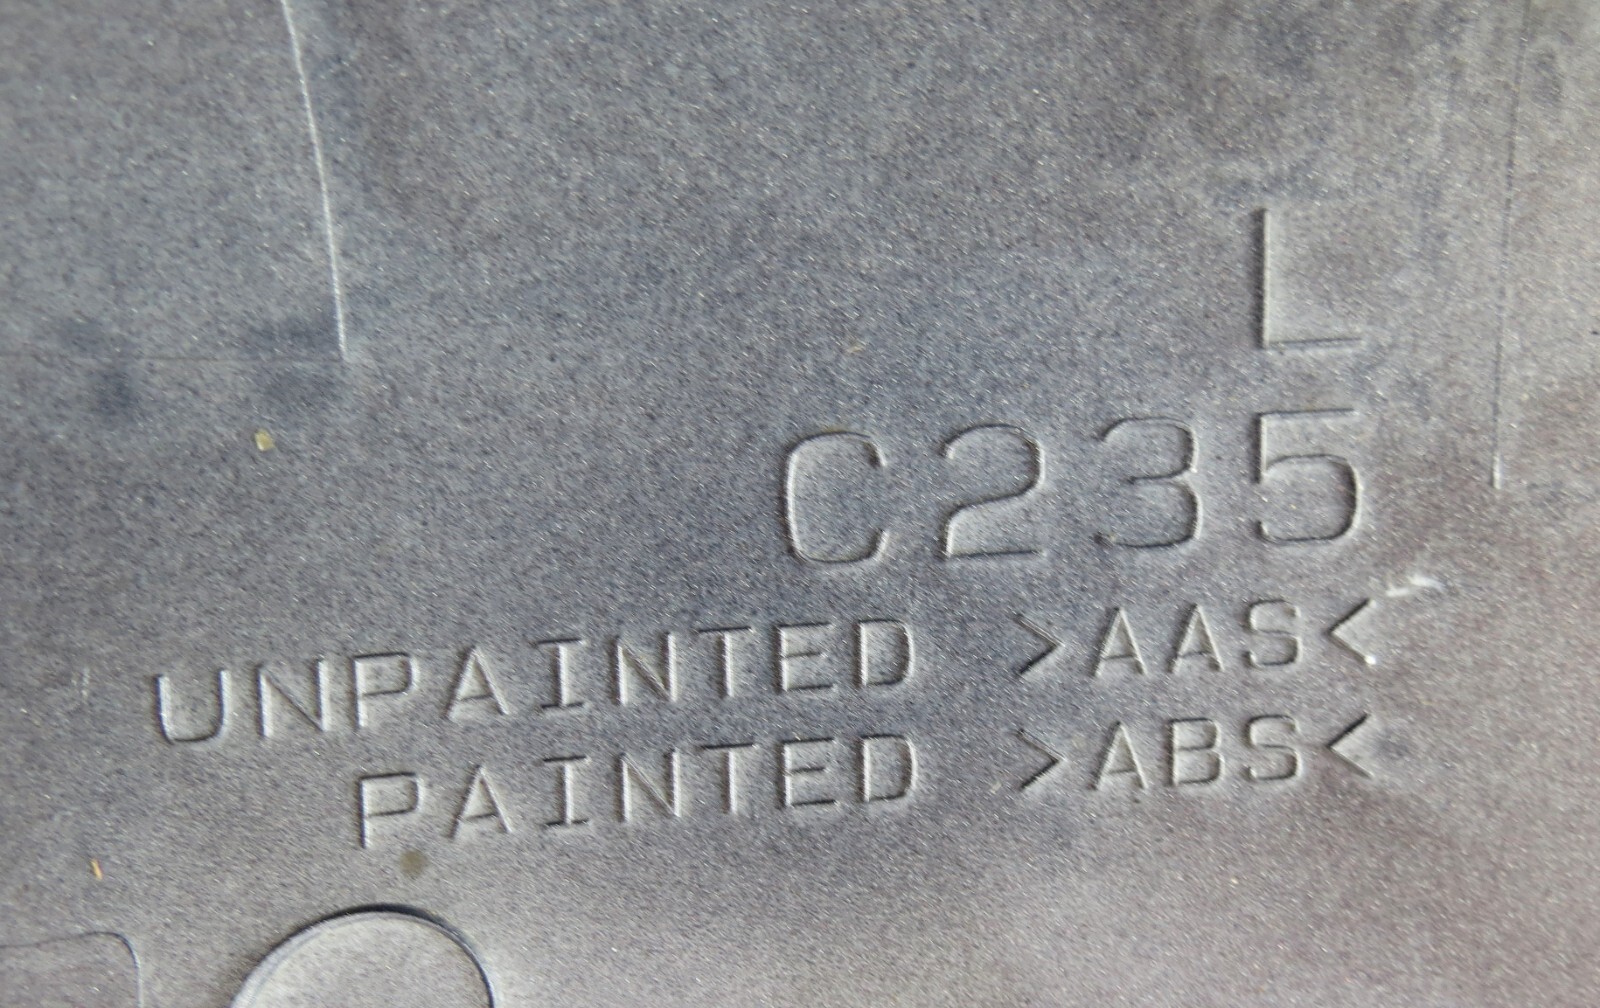 L
C235
UNPAINTED >AAS<
PAINTED >ABS<